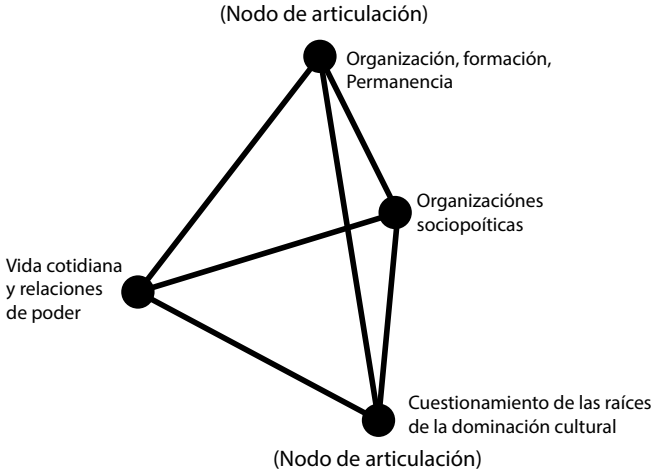 (Nodo de articulación)
Organización, formación,
Permanencia
Organizaciónes
sociopoíticas
Vida cotidiana
y relaciones
de poder
Cuestionamiento de las raíces
de la dominación cultural
(Nodo de articulación)